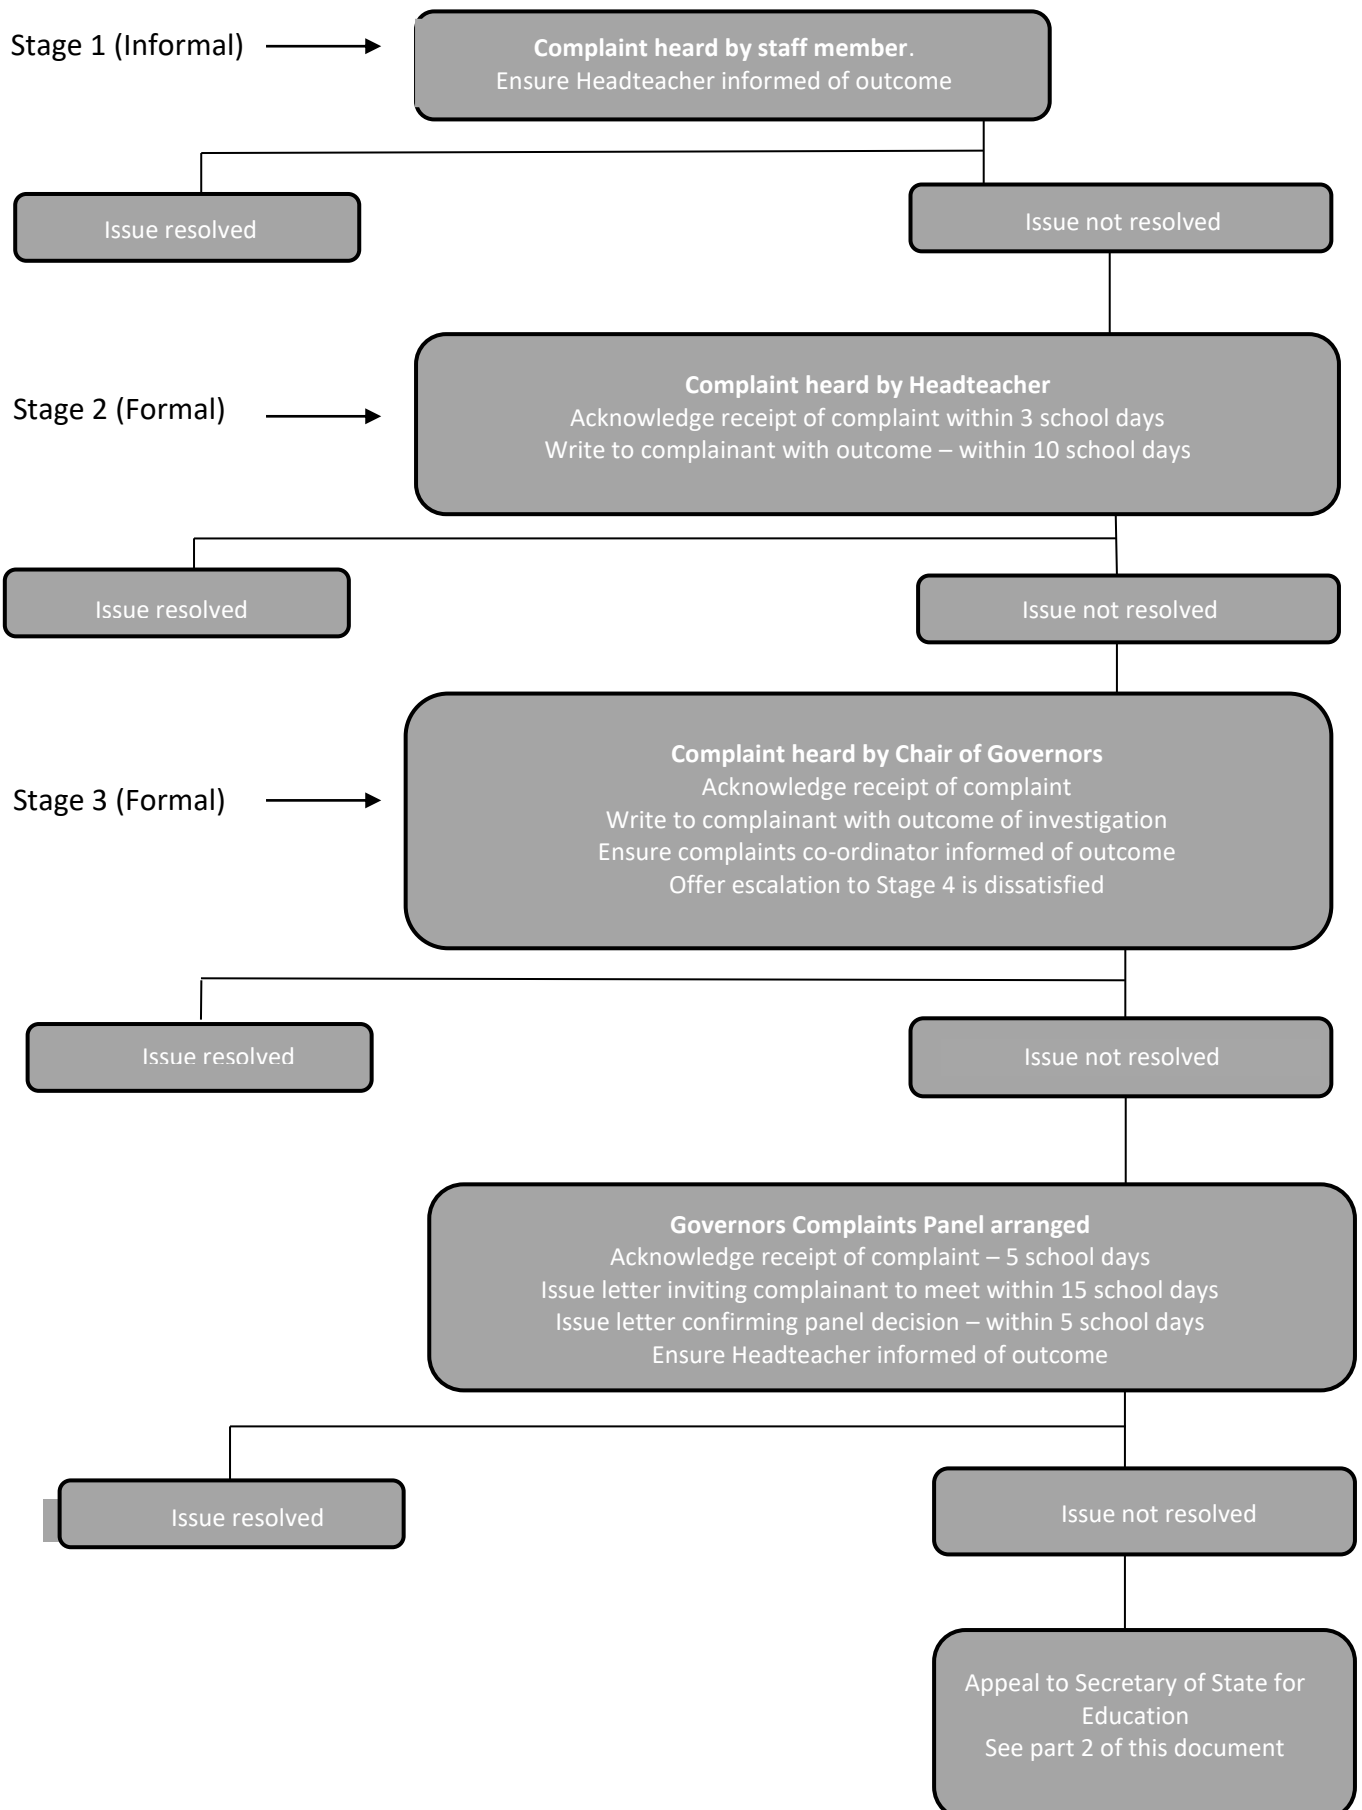 Stage 1 (Informal)
Complaint heard by staff member.
Ensure Headteacher informed of outcome
Issue resolved
Issue not resolved
Stage 2 (Formal)
Complaint heard by Headteacher
Acknowledge receipt of complaint within 3 school days
Write to complainant with outcome – within 10 school days
Issue resolved
Issue not resolved
Stage 3 (Formal)
Complaint heard by Chair of Governors
Acknowledge receipt of complaint
Write to complainant with outcome of investigation
Ensure complaints co-ordinator informed of outcome
Offer escalation to Stage 4 is dissatisfied
Issue resolved
Issue not resolved
Governors Complaints Panel arranged
Acknowledge receipt of complaint – 5 school days
Issue letter inviting complainant to meet within 15 school days
Issue letter confirming panel decision – within 5 school days
Ensure Headteacher informed of outcome
Issue resolved
Issue not resolved
Appeal to Secretary of State for
Education
See part 2 of this document